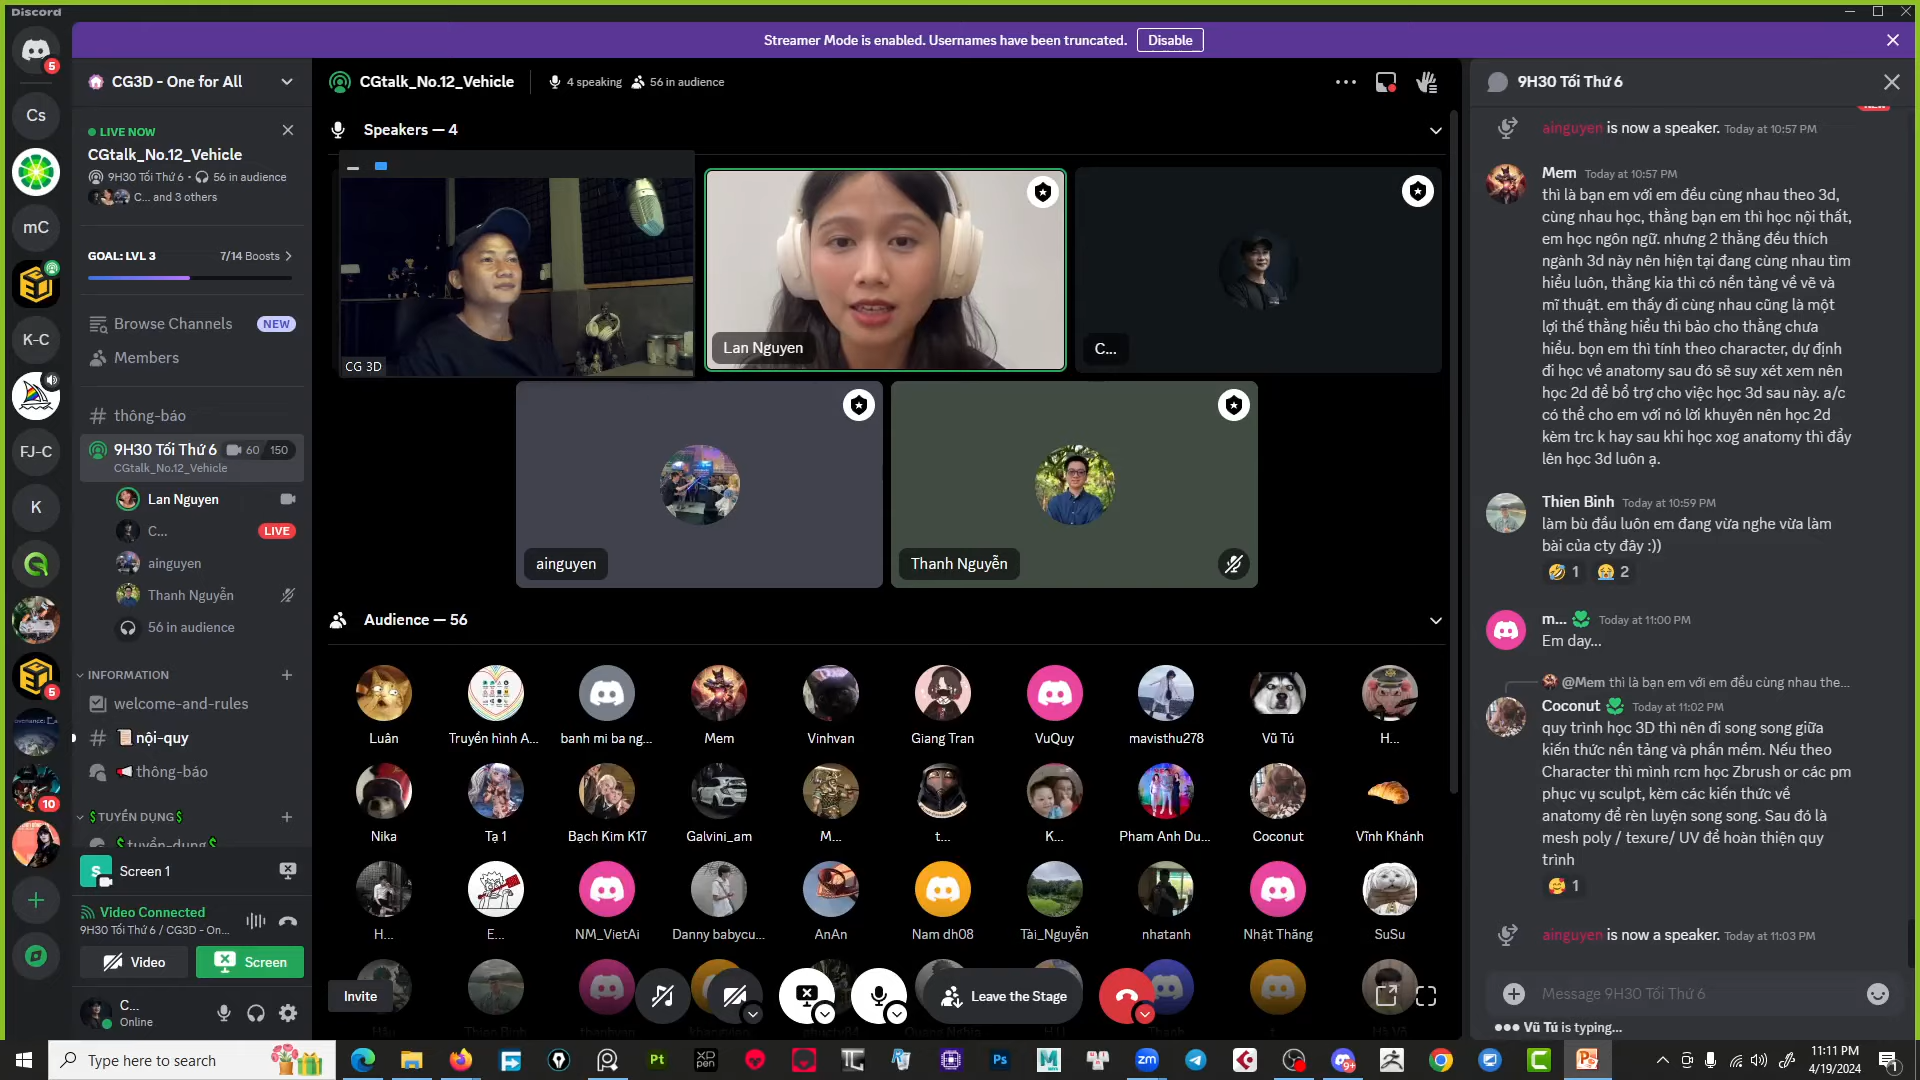 Discord
Streamer Mode is enabled. Usernames have been truncated.
Disable
5
Cs
mC
K-C
FJ-C
K
5
10
CG3D - One for All
LIVE NOW
CGtalk_No.12_Vehicle
9H30 Tối Thứ 6 • 56 in audience
C... and 3 others
GOAL: LVL 3
7/14 Boosts
Browse Channels
NEW
Members
thông-báo
9H30 Tối Thứ 6
60
150
CGtalk_No.12_Vehicle
Lan Nguyen
C...
LIVE
ainguyen
Thanh Nguyễn
56 in audience
INFORMATION
welcome-and-rules
nội-quy
thông-báo
$TUYỂN DỤNG$
$tuyển-dụng$
S
Screen 1
Video Connected
9H30 Tối Thứ 6 / CG3D - On...
Video
Screen
C...
Online
CGtalk_No.12_Vehicle
4 speaking
56 in audience
Speakers — 4
CG 3D
Lan Nguyen
C...
ainguyen
Thanh Nguyễn
Audience — 56
Luân
Truyền hình A...
banh mi ba ng...
Mem
Vinhvan
Giang Tran
VuQuy
mavisthu278
Vũ Tú
H...
Nika
Tạ 1
Bạch Kim K17
Galvini_am
M...
t...
K...
Pham Anh Du...
Coconut
Vĩnh Khánh
H...
E...
NM_VietAi
Danny babycu...
AnAn
Nam dh08
Tài_Nguyễn
nhatanh
Nhật Thăng
SuSu
Invite
Leave the Stage
9H30 Tối Thứ 6
NEW
ainguyen is now a speaker. Today at 10:57 PM
Mem Today at 10:57 PM
thì là bạn em với em đều cùng nhau theo 3d,
cùng nhau học, thằng bạn em thì học nội thất,
em học ngôn ngữ. nhưng 2 thằng đều thích
ngành 3d này nên hiện tại đang cùng nhau tìm
hiểu luôn, thằng kia thì có nền tảng về vẽ và
mĩ thuật. em thấy đi cùng nhau cũng là một
lợi thế thằng hiểu thì bảo cho thằng chưa
hiểu. bọn em thì tính theo character, dự định
đi học về anatomy sau đó sẽ suy xét xem nên
học 2d để bổ trợ cho việc học 3d sau này. a/c
có thể cho em với nó lời khuyên nên học 2d
kèm trc k hay sau khi học xog anatomy thì đẩy
lên học 3d luôn ạ.
Thien Binh Today at 10:59 PM
làm bù đầu luôn em đang vừa nghe vừa làm
bài của cty đây :))
1
2
m... Today at 11:00 PM
Em day...
@Mem thì là bạn em với em đều cùng nhau the...
Coconut Today at 11:02 PM
quy trình học 3D thì nên đi song song giữa
kiến thức nền tảng và phần mềm. Nếu theo
Character thì mình rcm học Zbrush or các pm
phục vụ sculpt, kèm các kiến thức về
anatomy để rèn luyện song song. Sau đó là
mesh poly / texure/ UV để hoàn thiện quy
trình
1
ainguyen is now a speaker. Today at 11:03 PM
Message 9H30 Tối Thứ 6
Vũ Tú is typing...
Type here to search
Pt
XP
PEN
Ps
M
zm
9+
11:11 PM
4/19/2024
1